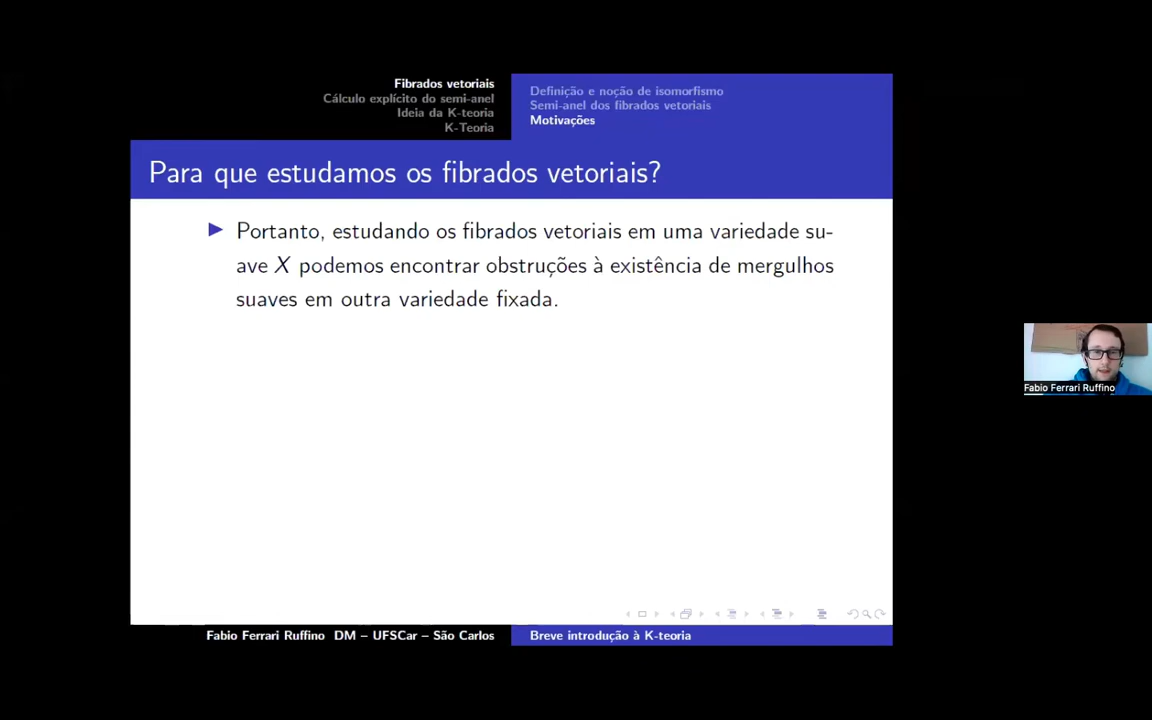 Fibrados vetoriais
Cálculo explícito do semi-anel
Ideia da K-teoria
K-Teoria
Definição e noção de isomorfismo
Semi-anel dos fibrados vetoriais
Motivações
Para que estudamos os fibrados vetoriais?
Portanto, estudando os fibrados vetoriais em uma variedade su-
ave X podemos encontrar obstruções à existência de mergulhos
suaves em outra variedade fixada.
Fabio Ferrari Ruffino
Fabio Ferrari Ruffino DM – UFSCar – São Carlos
Breve introdução à K-teoria